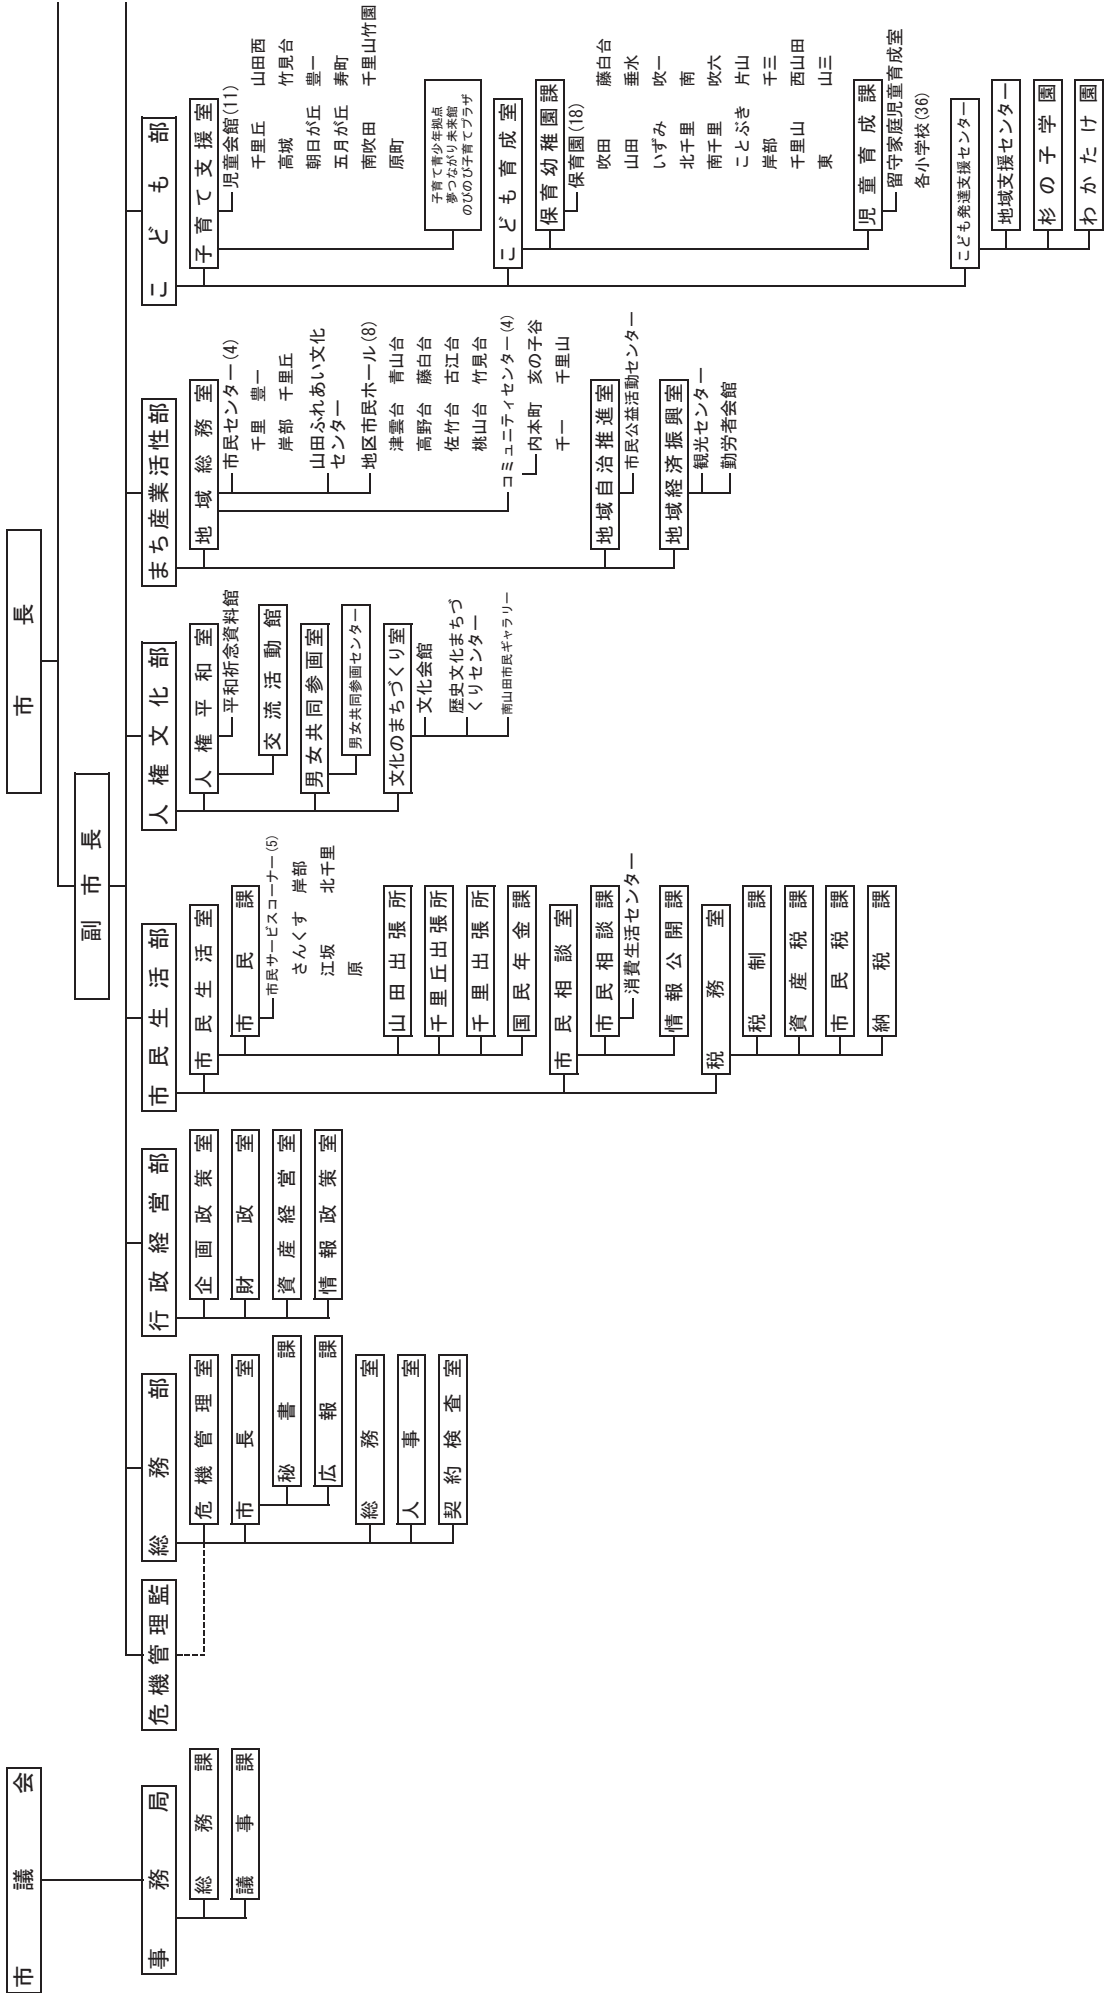 市議会
事務局
総務課
議事課
市長
副市長
危機管理監
総務部
危機管理室
市長室
秘書課
広報課
総務室
人事室
契約検査室
行政経営部
企画政策室
財政室
資産経営室
情報政策室
市民生活部
市民生活室
市民課
市民サービスコーナー(5)
さんくす 岸部
江坂 北千里
原
山田出張所
千里丘出張所
千里出張所
国民年金課
市民相談室
市民相談課
消費生活センター
情報公開課
税務室
税制課
資産税課
市民税課
納税課
人権文化部
人権平和室
平和祈念資料館
交流活動館
男女共同参画室
男女共同参画センター
文化のまちづくり室
文化会館
歴史文化まちづ
くりセンター
南山田市民ギャラリー
まち産業活性部
地域総務室
市民センター(4)
千里 豊一
岸部 千里丘
山田ふれあい文化
センター
地区市民ホール(8)
津雲台 青山台
高野台 藤白台
佐竹台 古江台
桃山台 竹見台
コミュニティセンター(4)
内本町 亥の子谷
千一 千里山
地域自治推進室
市民公益活動センター
地域経済振興室
観光センター
勤労者会館
こども部
子育て支援室
児童会館(11)
千里丘 山田西
高城 竹見台
朝日が丘 豊一
五月が丘 寿町
南吹田 千里山竹園
原町
子育て青少年拠点
夢つながり未来館
のびのび子育てプラザ
こども育成室
保育幼稚園課
保育園(18)
吹田 藤白台
山田 垂水
いずみ 吹一
北千里 南
南千里 吹六
ことぶき 片山
岸部 千三
千里山 西山田
東 山三
児童育成課
留守家庭児童育成室
各小学校(36)
こども発達支援センター
地域支援センター
杉の子学園
わかたけ園